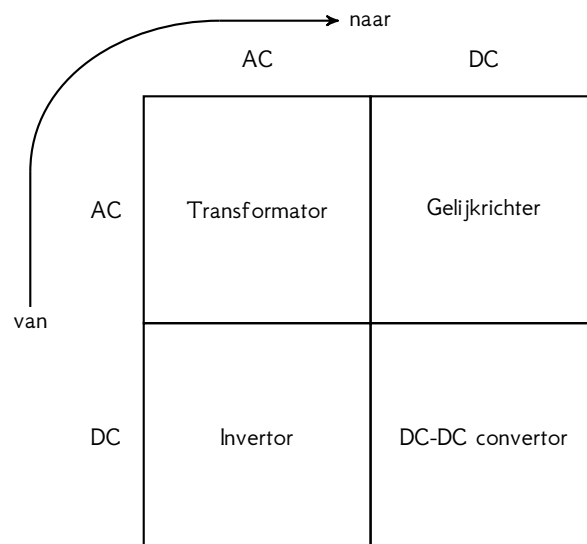 naar
AC DC
AC Transformator Gelijkrichter
van
DC Invertor DC-DC convertor